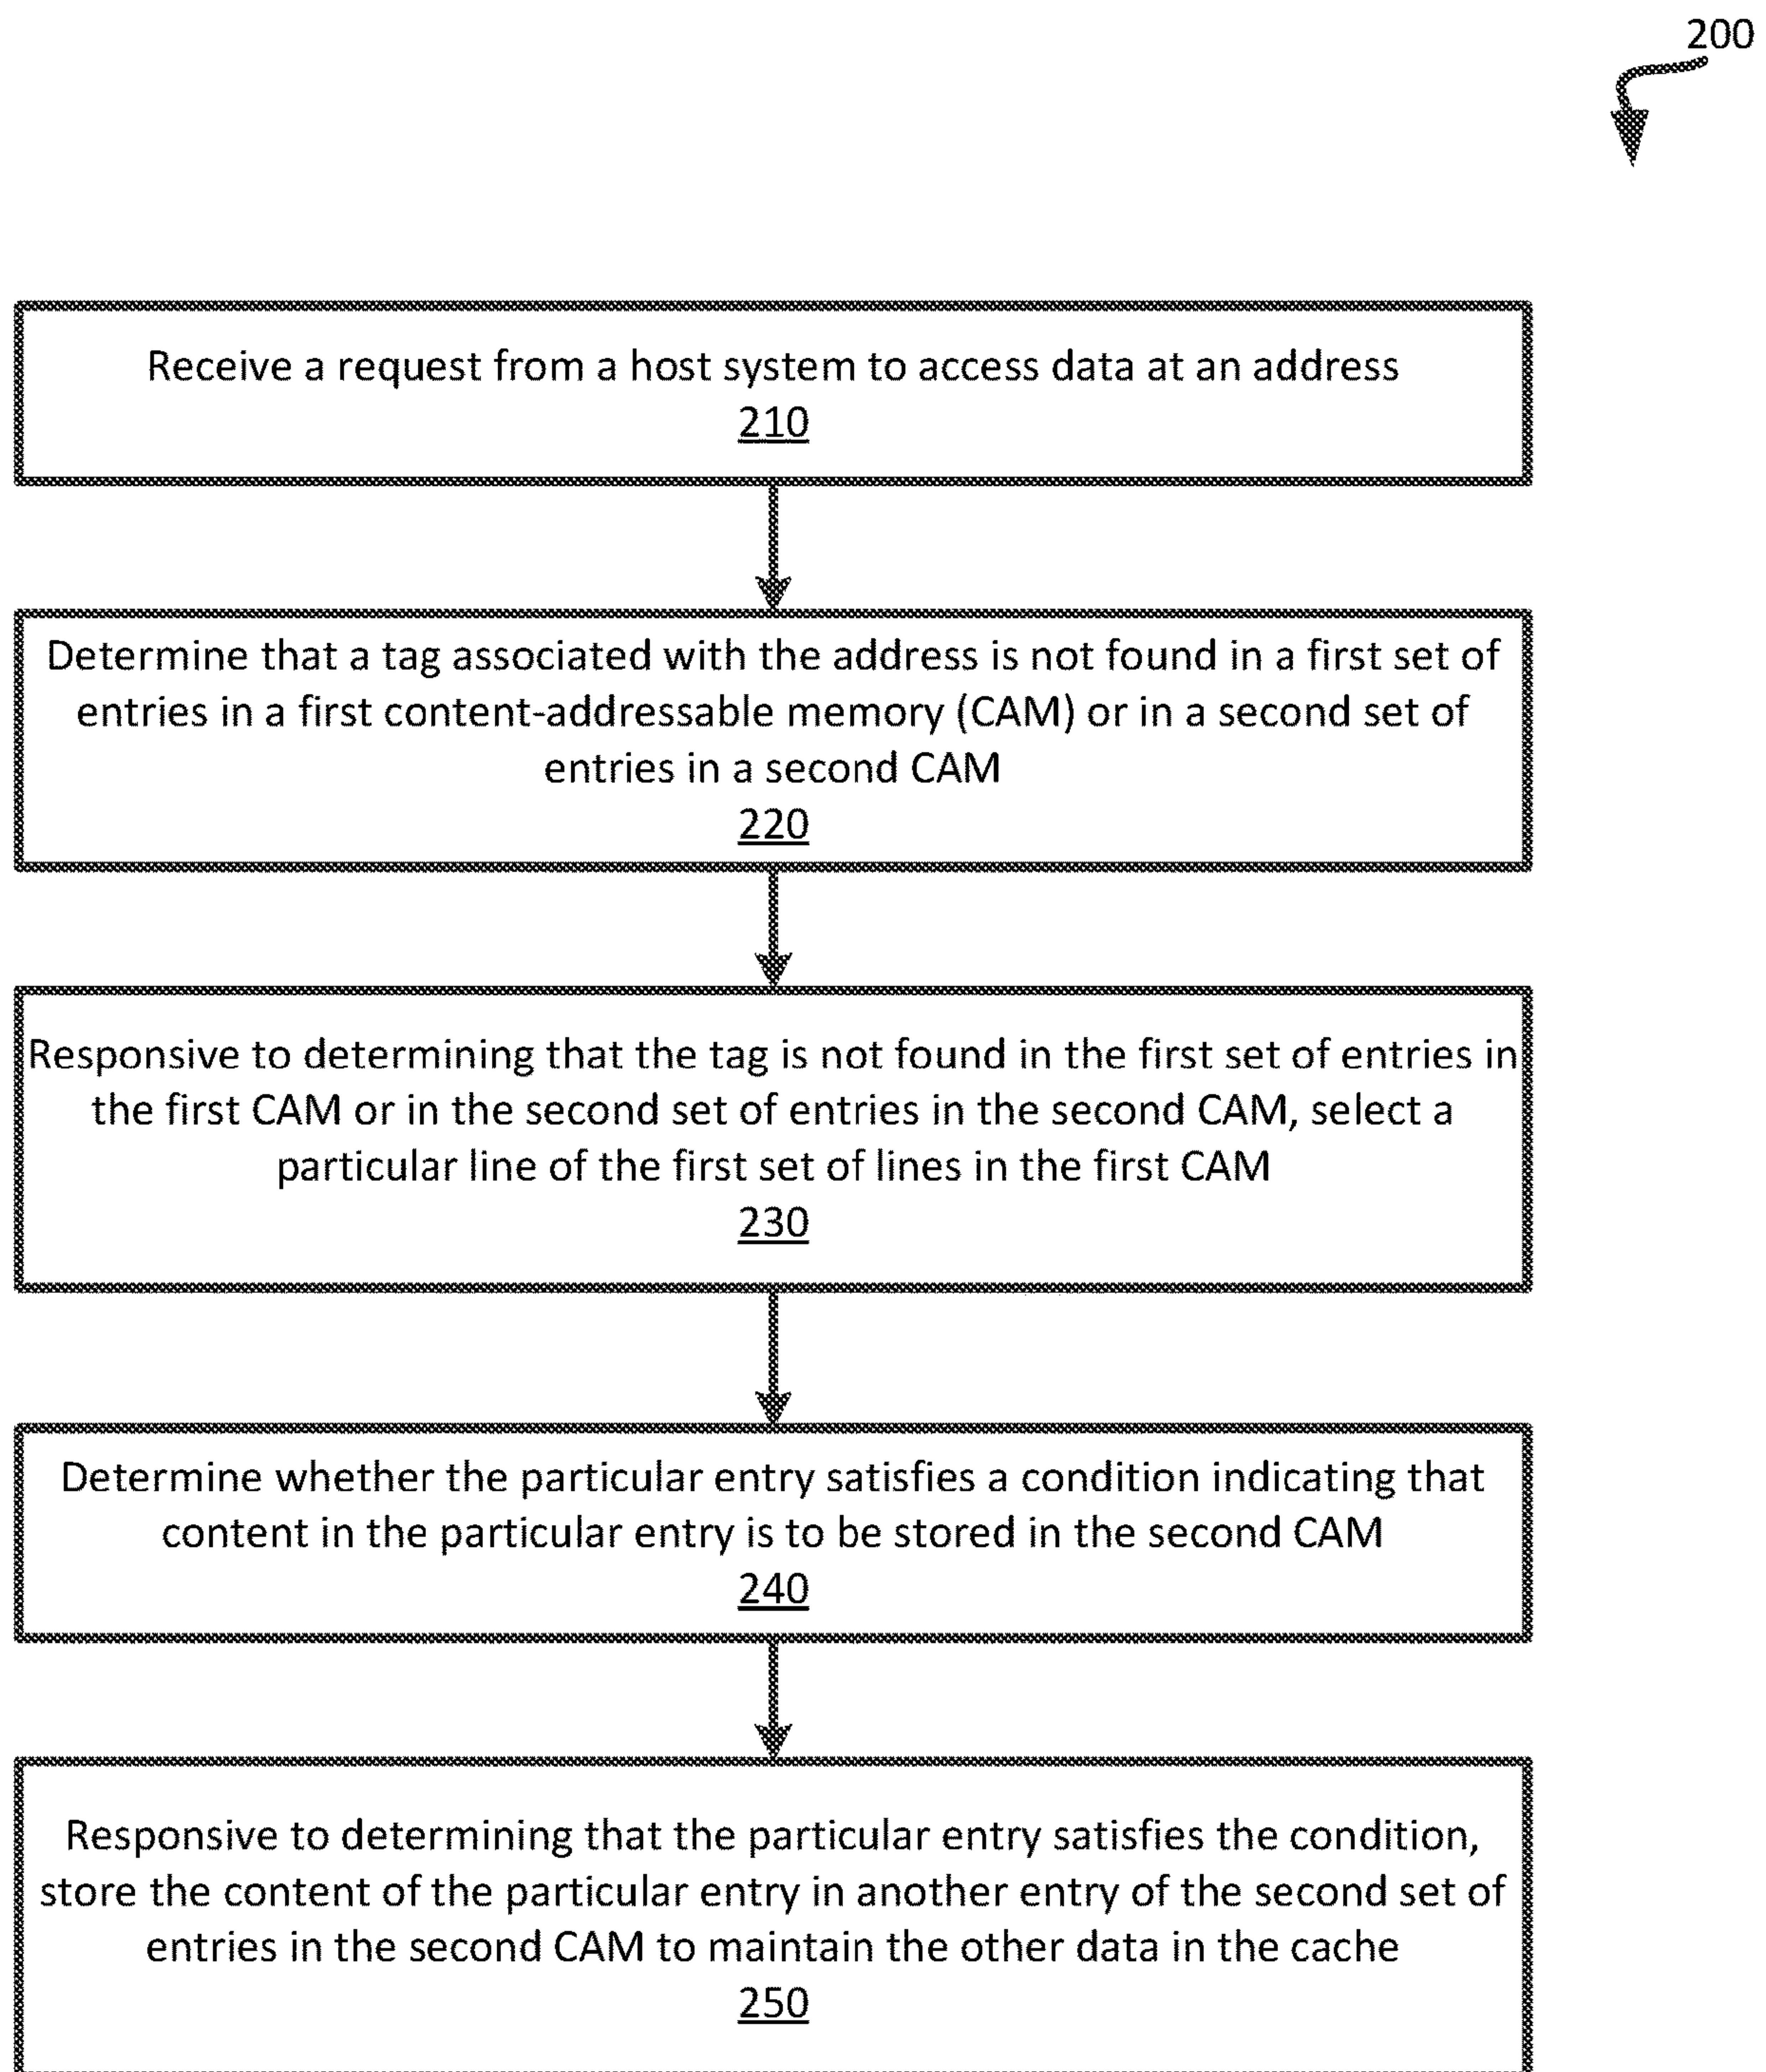 200
Receive a request from a host system to access data at an address
210
Determine that a tag associated with the address is not found in a first set of
entries in a first content-addressable memory (CAM) or in a second set of
entries in a second CAM
220
Responsive to determining that the tag is not found in the first set of entries in
the first CAM or in the second set of entries in the second CAM, select a
particular line of the first set of lines in the first CAM
230
Determine whether the particular entry satisfies a condition indicating that
content in the particular entry is to be stored in the second CAM
240
Responsive to determining that the particular entry satisfies the condition,
store the content of the particular entry in another entry of the second set of
entries in the second CAM to maintain the other data in the cache
250